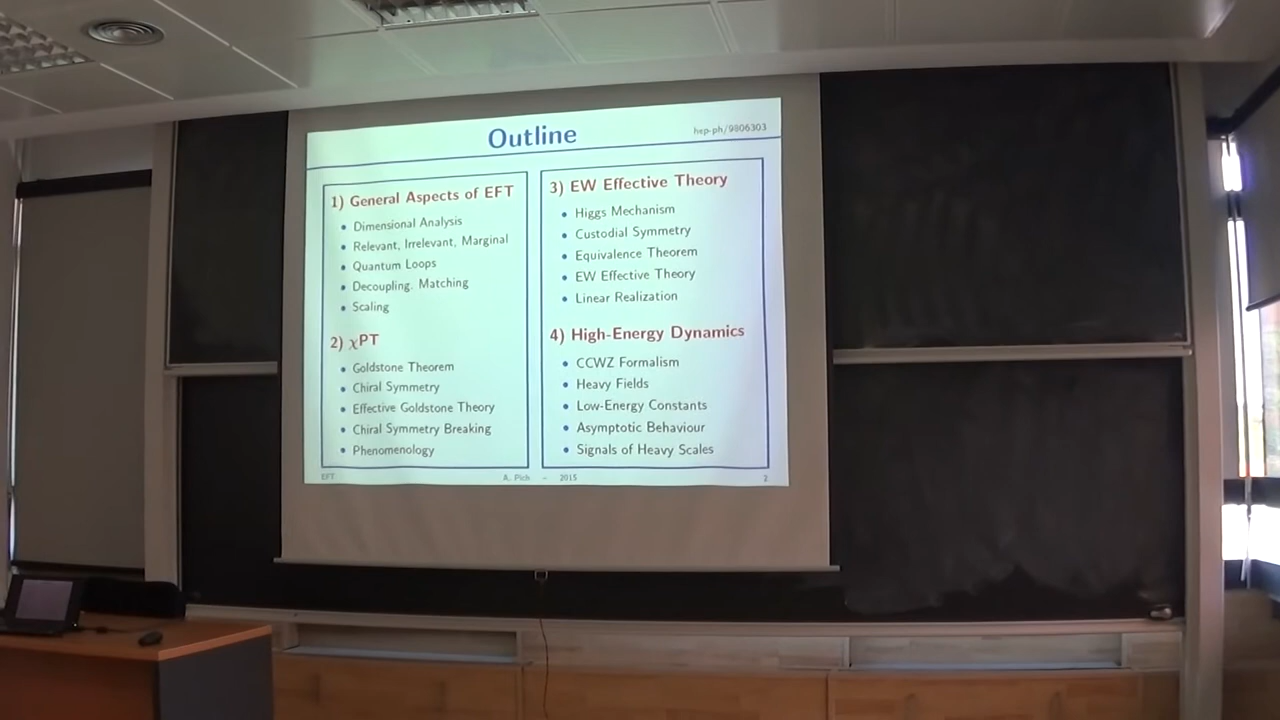 Outline
hep-ph/9806303
1) General Aspects of EFT
• Dimensional Analysis
• Relevant, Irrelevant, Marginal
• Quantum Loops
• Decoupling. Matching
• Scaling
2) χPT
• Goldstone Theorem
• Chiral Symmetry
• Effective Goldstone Theory
• Chiral Symmetry Breaking
• Phenomenology
3) EW Effective Theory
• Higgs Mechanism
• Custodial Symmetry
• Equivalence Theorem
• EW Effective Theory
• Linear Realization
4) High-Energy Dynamics
• CCWZ Formalism
• Heavy Fields
• Low-Energy Constants
• Asymptotic Behaviour
• Signals of Heavy Scales
EFT
A. Pich – 2015
2